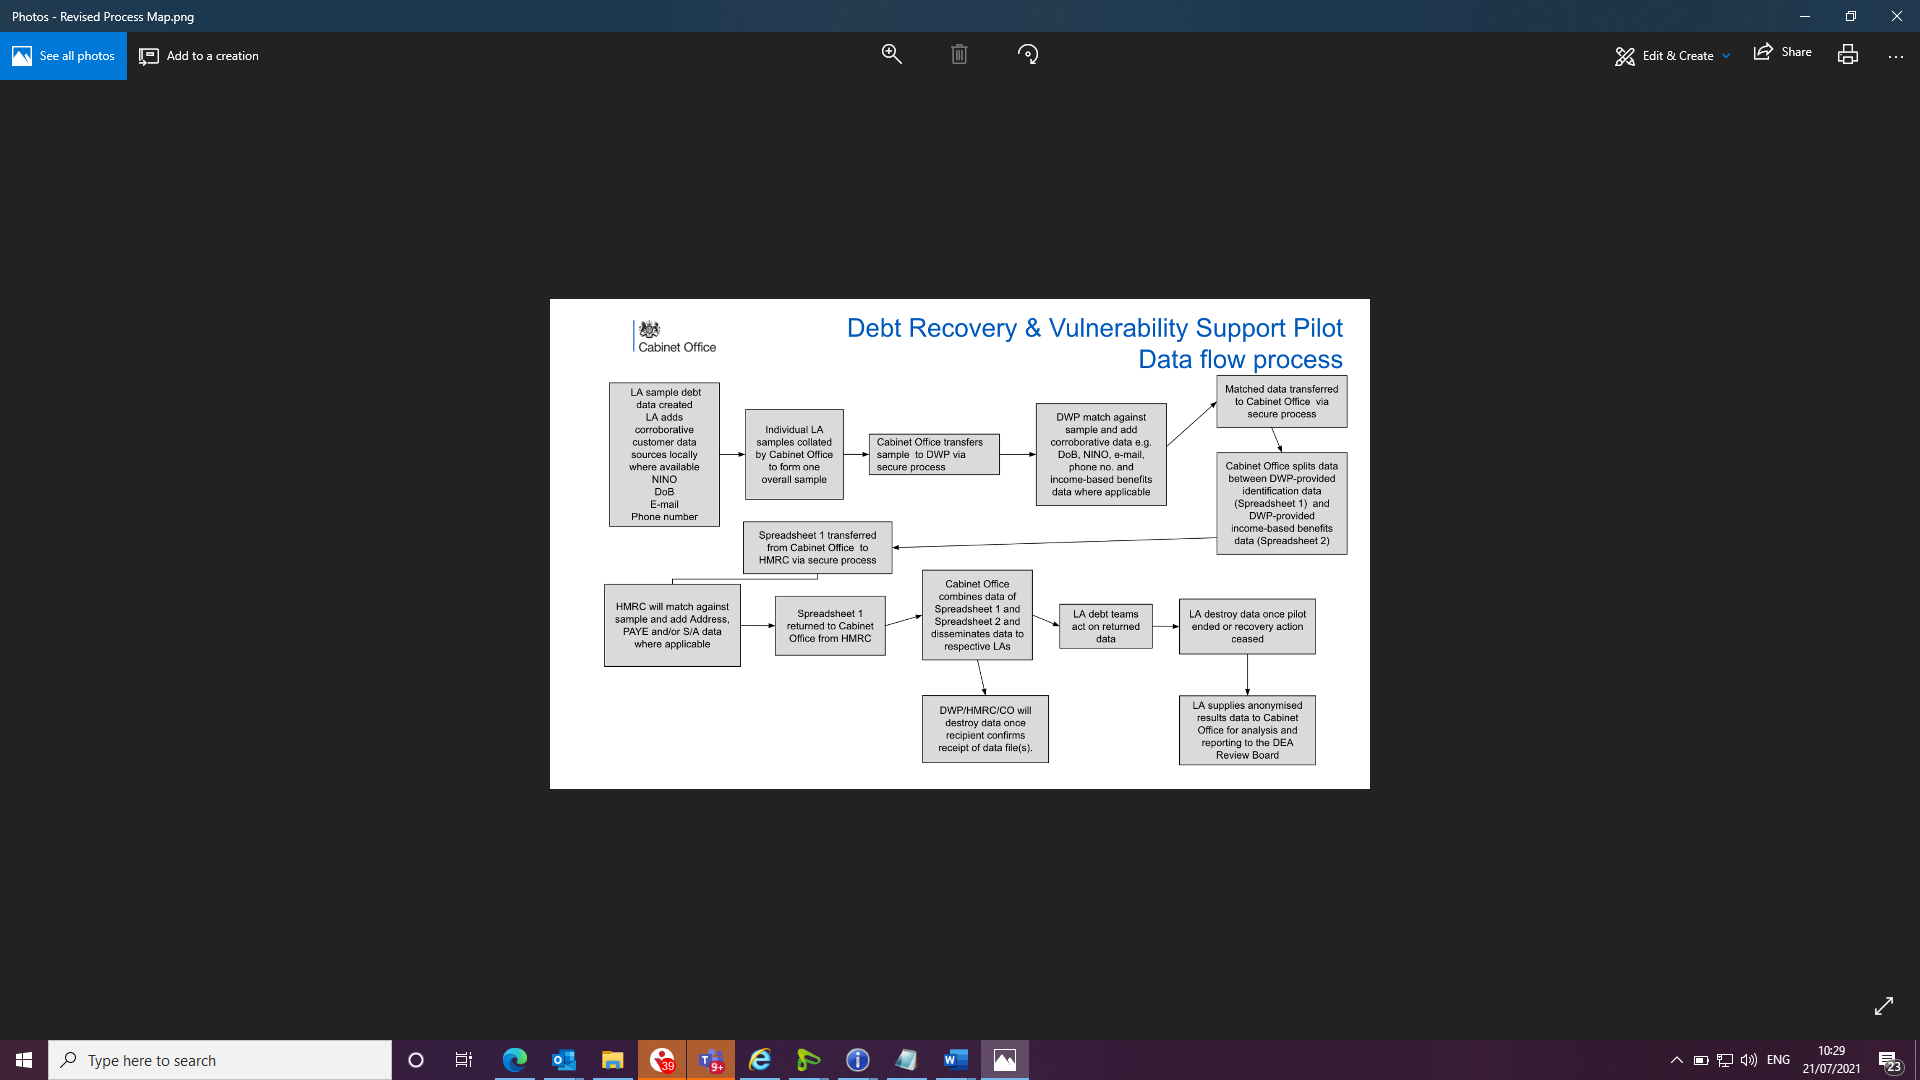 Photos - Revised Process Map.png
See all photos
Add to a creation
Edit & Create
Share
Cabinet Office
Debt Recovery & Vulnerability Support Pilot
Data flow process
LA sample debt
data created
LA adds
corroborative
customer data
sources locally
where available
NINO
DoB
E-mail
Phone number
Individual LA
samples collated
by Cabinet Office
to form one
overall sample
Cabinet Office transfers
sample to DWP via
secure process
DWP match against
sample and add
corroborative data e.g.
DoB, NINO, e-mail,
phone no. and
income-based benefits
data where applicable
Matched data transferred
to Cabinet Office via
secure process
Cabinet Office splits data
between DWP-provided
identification data
(Spreadsheet 1) and
DWP-provided
income-based benefits
data (Spreadsheet 2)
Spreadsheet 1 transferred
from Cabinet Office to
HMRC via secure process
HMRC will match against
sample and add Address,
PAYE and/or S/A data
where applicable
Spreadsheet 1
returned to Cabinet
Office from HMRC
Cabinet Office
combines data of
Spreadsheet 1 and
Spreadsheet 2 and
disseminates data to
respective LAs
LA debt teams
act on returned
data
LA destroy data once pilot
ended or recovery action
ceased
DWP/HMRC/CO will
destroy data once
recipient confirms
receipt of data file(s).
LA supplies anonymised
results data to Cabinet
Office for analysis and
reporting to the DEA
Review Board
Type here to search
39
9+
ENG
10:29
21/07/2021
23